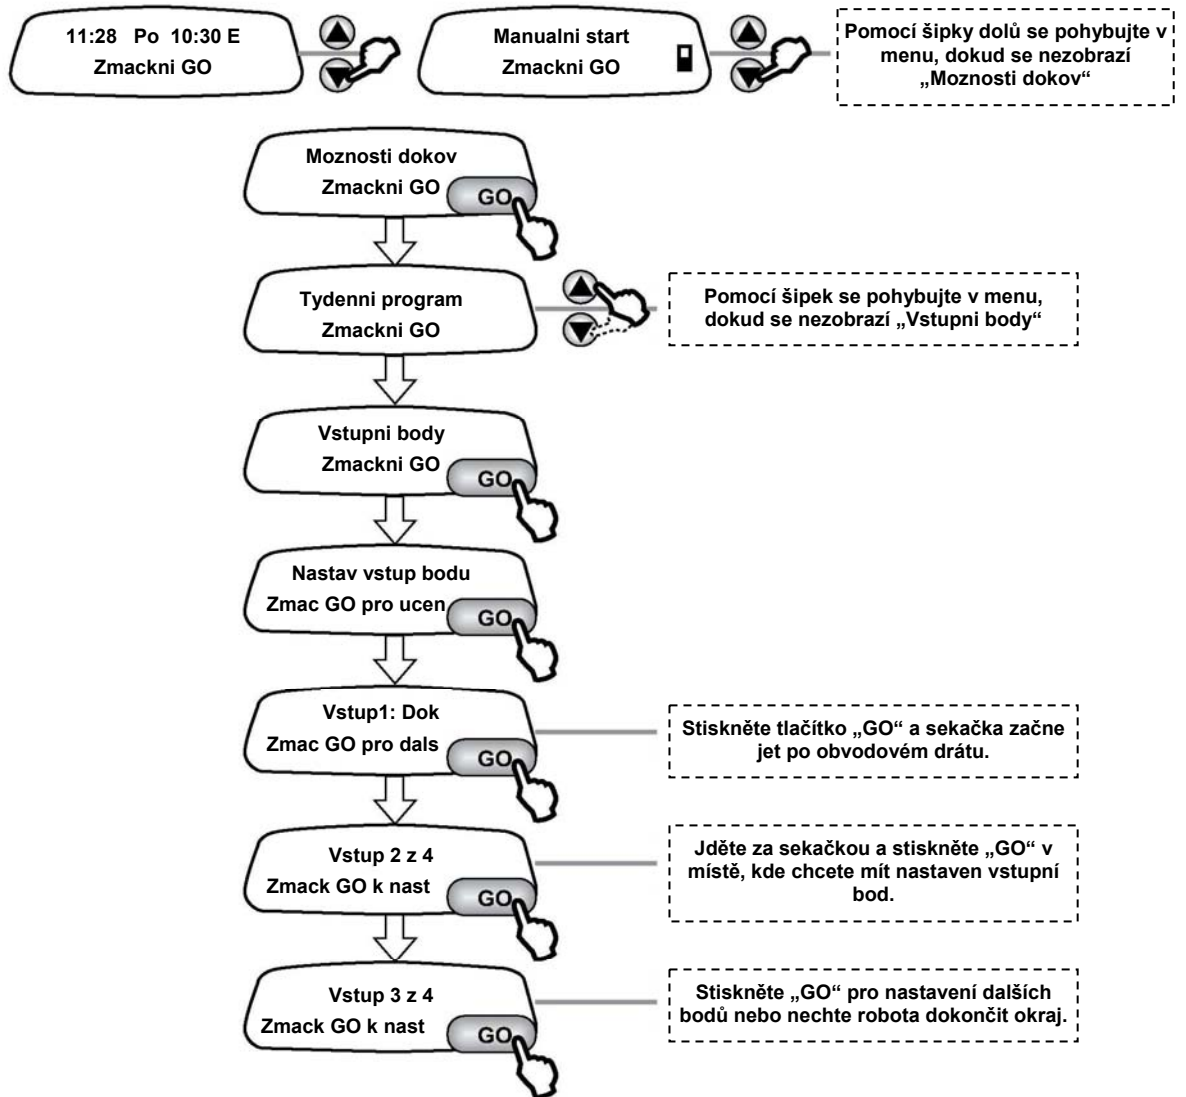 11:28 Po 10:30 E
Zmackni GO
Manualni start
Zmackni GO
Pomocí šipky dolů se pohybujte v
menu, dokud se nezobrazí
„Moznosti dokov“
Moznosti dokov
Zmackni GO
GO
Tydenni program
Zmackni GO
Pomocí šipek se pohybujte v menu,
dokud se nezobrazí „Vstupni body“
Vstupni body
Zmackni GO
GO
Nastav vstup bodu
Zmac GO pro ucen
GO
Vstup1: Dok
Zmac GO pro dals
GO
Stiskněte tlačítko „GO“ a sekačka začne
jet po obvodovém drátu.
Vstup 2 z 4
Zmack GO k nast
GO
Jděte za sekačkou a stiskněte „GO“ v
místě, kde chcete mít nastaven vstupní
bod.
Vstup 3 z 4
Zmack GO k nast
GO
Stiskněte „GO“ pro nastavení dalších
bodů nebo nechte robota dokončit okraj.